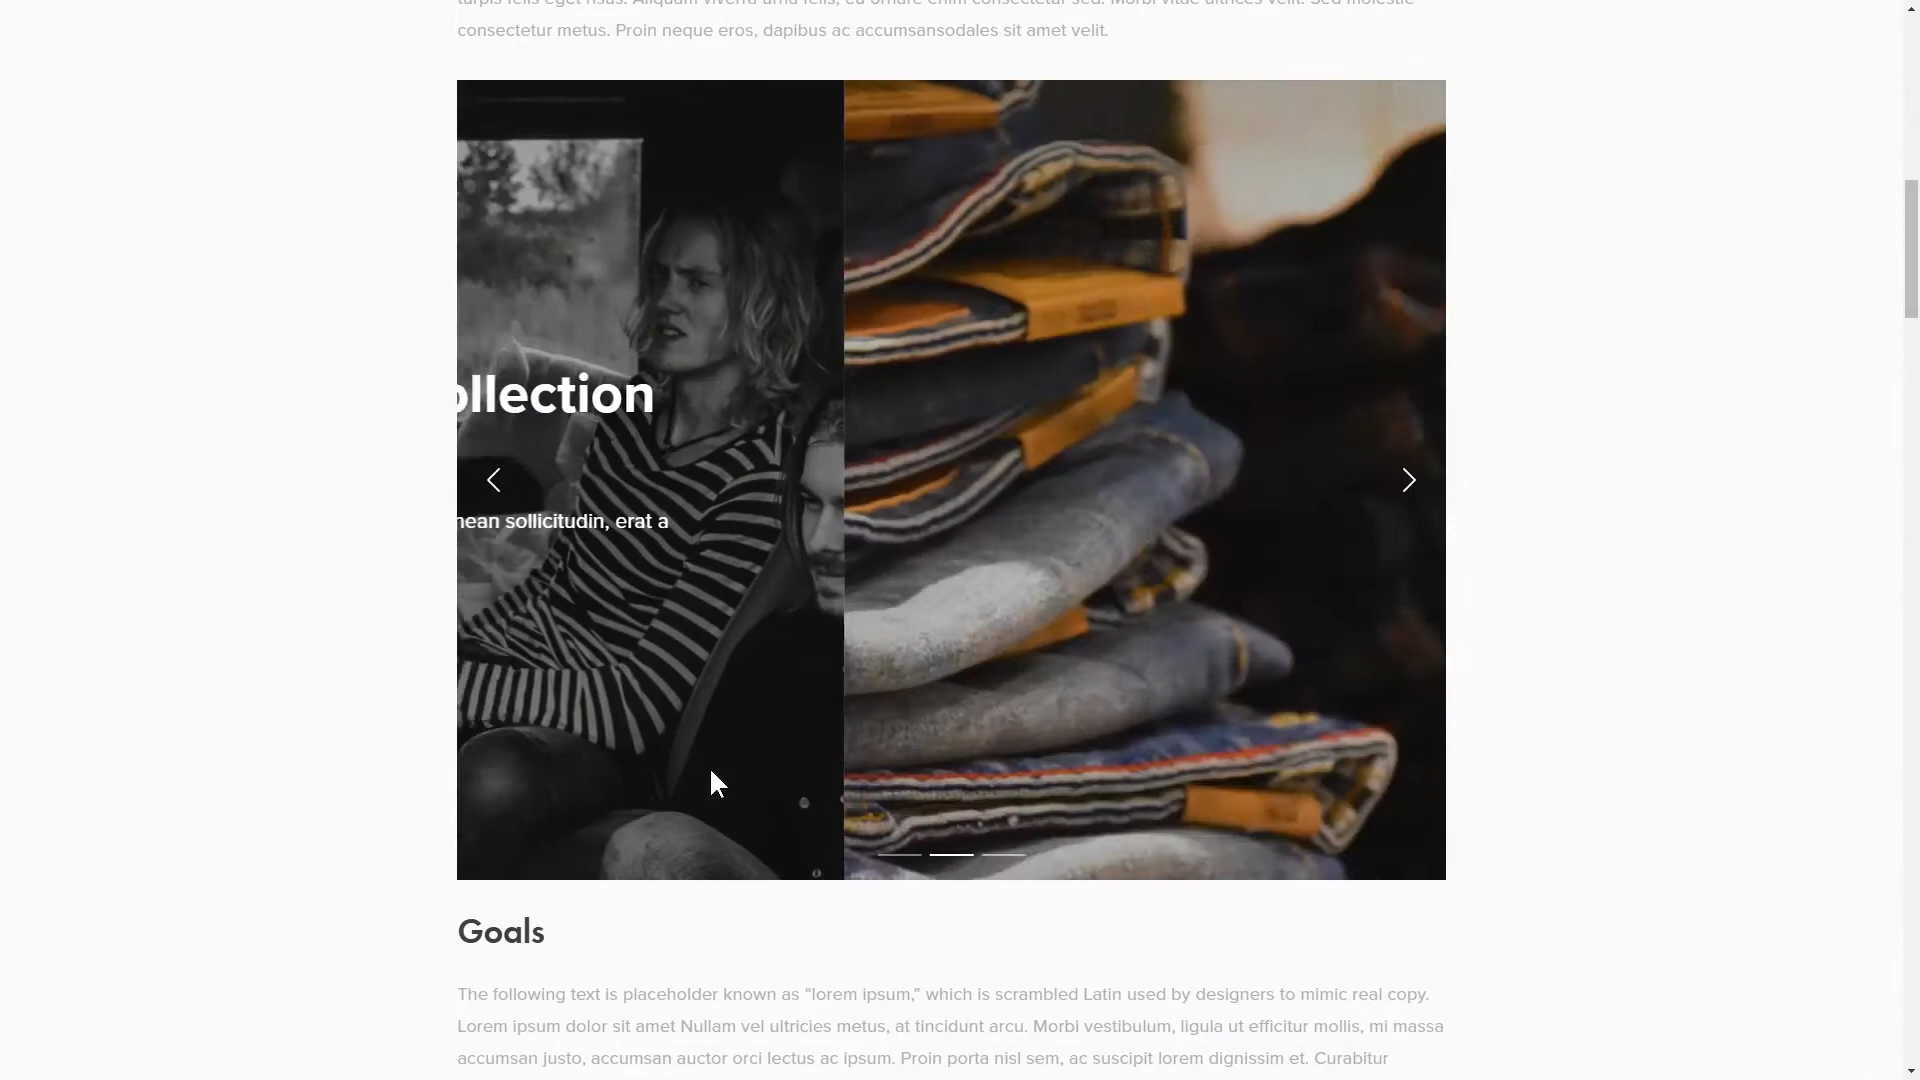 consectetur metus. Proin neque eros, dapibus ac accumsansodales sit amet velit.
ollection
nean sollicitudin, erat a
Goals
The following text is placeholder known as “lorem ipsum,” which is scrambled Latin used by designers to mimic real copy.
Lorem ipsum dolor sit amet Nullam vel ultricies metus, at tincidunt arcu. Morbi vestibulum, ligula ut efficitur mollis, mi massa
accumsan justo, accumsan auctor orci lectus ac ipsum. Proin porta nisl sem, ac suscipit lorem dignissim et. Curabitur